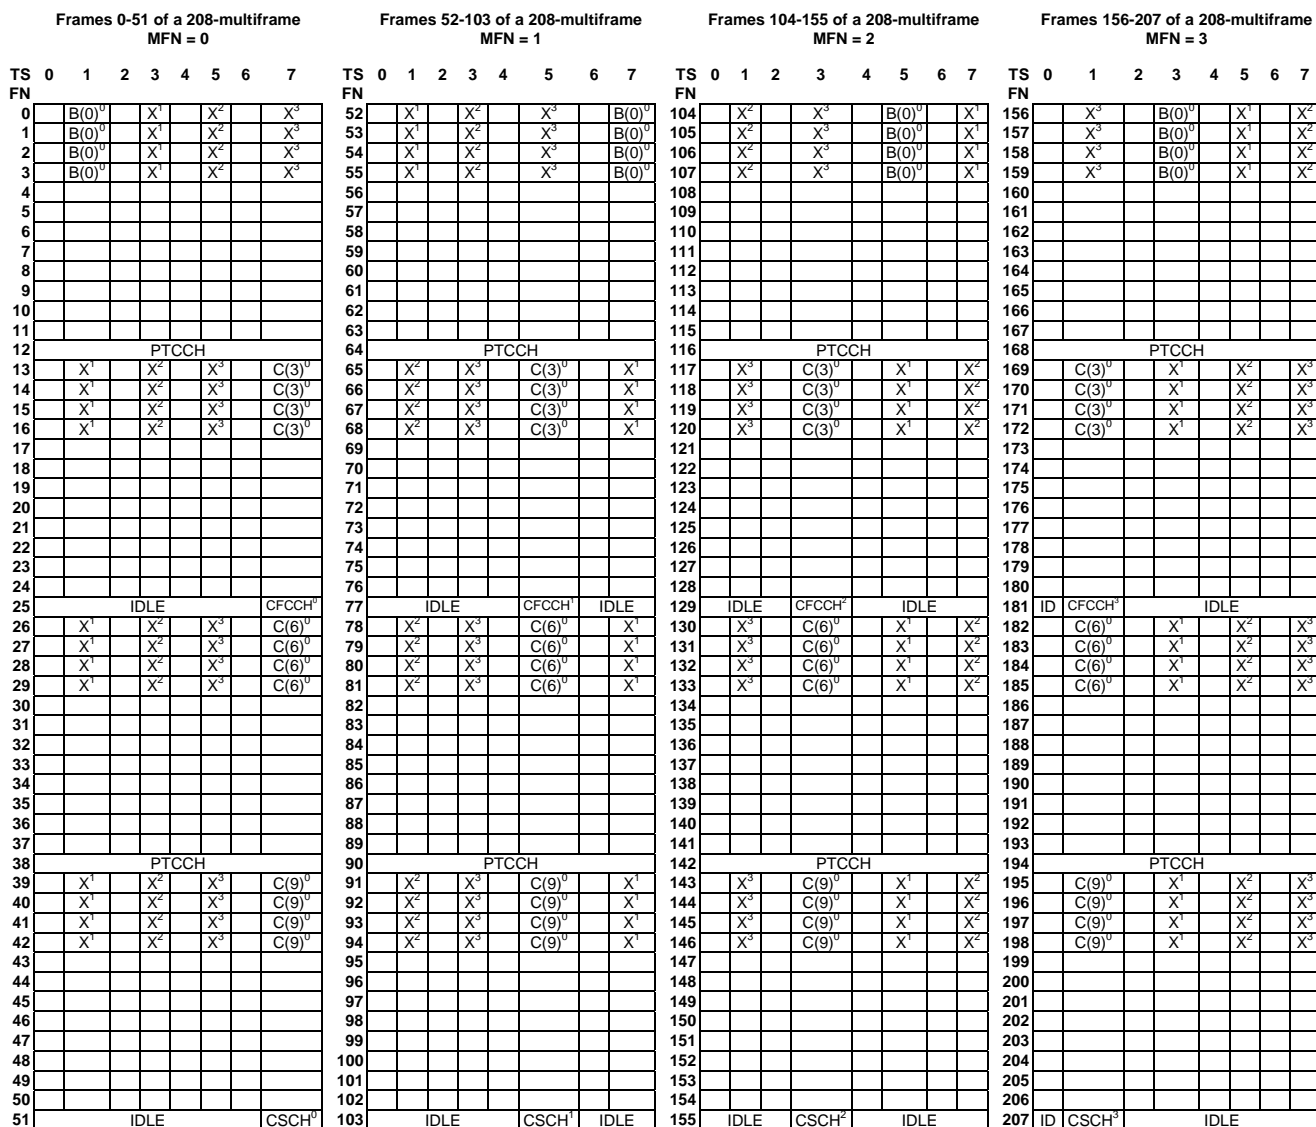 Frames 0-51 of a 208-multiframe Frames 52-103 of a 208-multiframe Frames 104-155 of a 208-multiframe Frames 156-207 of a 208-multiframe
MFN = 0 MFN = 1 MFN = 2 MFN = 3
TS 0 1 2 3 4 5 6 7 TS 0 1 2 3 4 5 6 7 TS 0 1 2 3 4 5 6 7 TS 0 1 2 3 4 5 6 7
FN FN FN FN
0 B(0)⁰ X¹ X² X³ 52 X¹ X² X³ B(0)⁰ 104 X² X³ B(0)⁰ X¹ 156 X³ B(0)⁰ X¹ X²
1 B(0)⁰ X¹ X² X³ 53 X¹ X² X³ B(0)⁰ 105 X² X³ B(0)⁰ X¹ 157 X³ B(0)⁰ X¹ X²
2 B(0)⁰ X¹ X² X³ 54 X¹ X² X³ B(0)⁰ 106 X² X³ B(0)⁰ X¹ 158 X³ B(0)⁰ X¹ X²
3 B(0)⁰ X¹ X² X³ 55 X¹ X² X³ B(0)⁰ 107 X² X³ B(0)⁰ X¹ 159 X³ B(0)⁰ X¹ X²
4 56 108 160
5 57 109 161
6 58 110 162
7 59 111 163
8 60 112 164
9 61 113 165
10 62 114 166
11 63 115 167
12 PTCCH 64 PTCCH 116 PTCCH 168 PTCCH
13 X¹ X² X³ C(3)⁰ 65 X² X³ C(3)⁰ X¹ 117 X³ C(3)⁰ X¹ X² 169 C(3)⁰ X¹ X² X³
14 X¹ X² X³ C(3)⁰ 66 X² X³ C(3)⁰ X¹ 118 X³ C(3)⁰ X¹ X² 170 C(3)⁰ X¹ X² X³
15 X¹ X² X³ C(3)⁰ 67 X² X³ C(3)⁰ X¹ 119 X³ C(3)⁰ X¹ X² 171 C(3)⁰ X¹ X² X³
16 X¹ X² X³ C(3)⁰ 68 X² X³ C(3)⁰ X¹ 120 X³ C(3)⁰ X¹ X² 172 C(3)⁰ X¹ X² X³
17 69 121 173
18 70 122 174
19 71 123 175
20 72 124 176
21 73 125 177
22 74 126 178
23 75 127 179
24 76 128 180
25 IDLE CFCCH⁰ 77 IDLE CFCCH¹ IDLE 129 IDLE CFCCH² IDLE 181 ID CFCCH³ IDLE
26 X¹ X² X³ C(6)⁰ 78 X² X³ C(6)⁰ X¹ 130 X³ C(6)⁰ X¹ X² 182 C(6)⁰ X¹ X² X³
27 X¹ X² X³ C(6)⁰ 79 X² X³ C(6)⁰ X¹ 131 X³ C(6)⁰ X¹ X² 183 C(6)⁰ X¹ X² X³
28 X¹ X² X³ C(6)⁰ 80 X² X³ C(6)⁰ X¹ 132 X³ C(6)⁰ X¹ X² 184 C(6)⁰ X¹ X² X³
29 X¹ X² X³ C(6)⁰ 81 X² X³ C(6)⁰ X¹ 133 X³ C(6)⁰ X¹ X² 185 C(6)⁰ X¹ X² X³
30 82 134 186
31 83 135 187
32 84 136 188
33 85 137 189
34 86 138 190
35 87 139 191
36 88 140 192
37 89 141 193
38 PTCCH 90 PTCCH 142 PTCCH 194 PTCCH
39 X¹ X² X³ C(9)⁰ 91 X² X³ C(9)⁰ X¹ 143 X³ C(9)⁰ X¹ X² 195 C(9)⁰ X¹ X² X³
40 X¹ X² X³ C(9)⁰ 92 X² X³ C(9)⁰ X¹ 144 X³ C(9)⁰ X¹ X² 196 C(9)⁰ X¹ X² X³
41 X¹ X² X³ C(9)⁰ 93 X² X³ C(9)⁰ X¹ 145 X³ C(9)⁰ X¹ X² 197 C(9)⁰ X¹ X² X³
42 X¹ X² X³ C(9)⁰ 94 X² X³ C(9)⁰ X¹ 146 X³ C(9)⁰ X¹ X² 198 C(9)⁰ X¹ X² X³
43 95 147 199
44 96 148 200
45 97 149 201
46 98 150 202
47 99 151 203
48 100 152 204
49 101 153 205
50 102 154 206
51 IDLE CSCH⁰ 103 IDLE CSCH¹ IDLE 155 IDLE CSCH² IDLE 207 ID CSCH³ IDLE